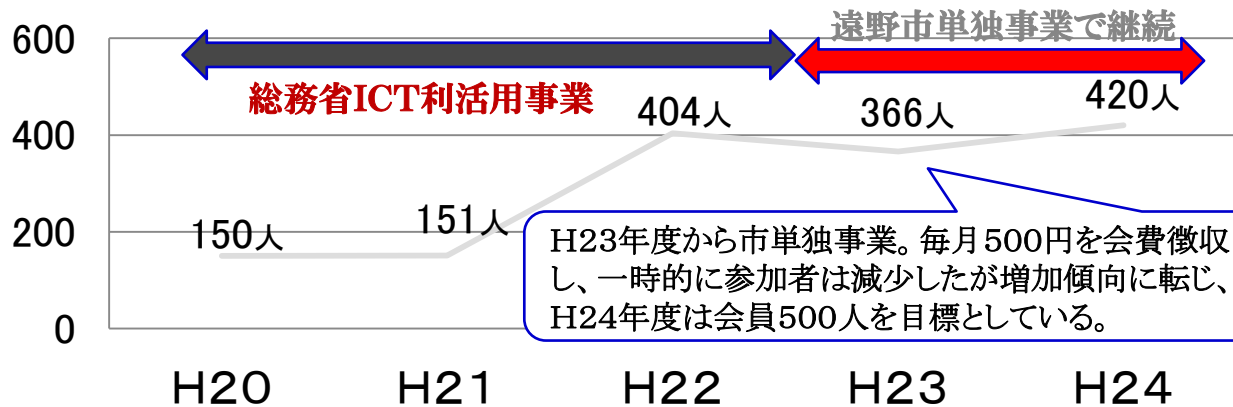 遠野市単独事業で継続
総務省ICT利活用事業
600
400
200
0
150人
151人
404人
366人
420人
H23年度から市単独事業。毎月500円を会費徴収
し、一時的に参加者は減少したが増加傾向に転じ、
H24年度は会員500人を目標としている。
H20
H21
H22
H23
H24